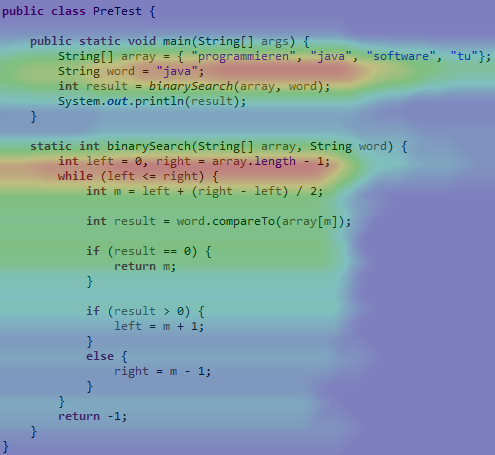 public class PreTest {
public static void main(String[] args) {
String[] array = { "programmieren", "java", "software", "tu"};
String word = "java";
int result = binarySearch(array, word);
System.out.println(result);
}
static int binarySearch(String[] array, String word) {
int left = 0, right = array.length - 1;
while (left <= right) {
int m = left + (right - left) / 2;
int result = word.compareTo(array[m]);
if (result == 0) {
return m;
}
if (result > 0) {
left = m + 1;
}
else {
right = m - 1;
}
}
return -1;
}
}